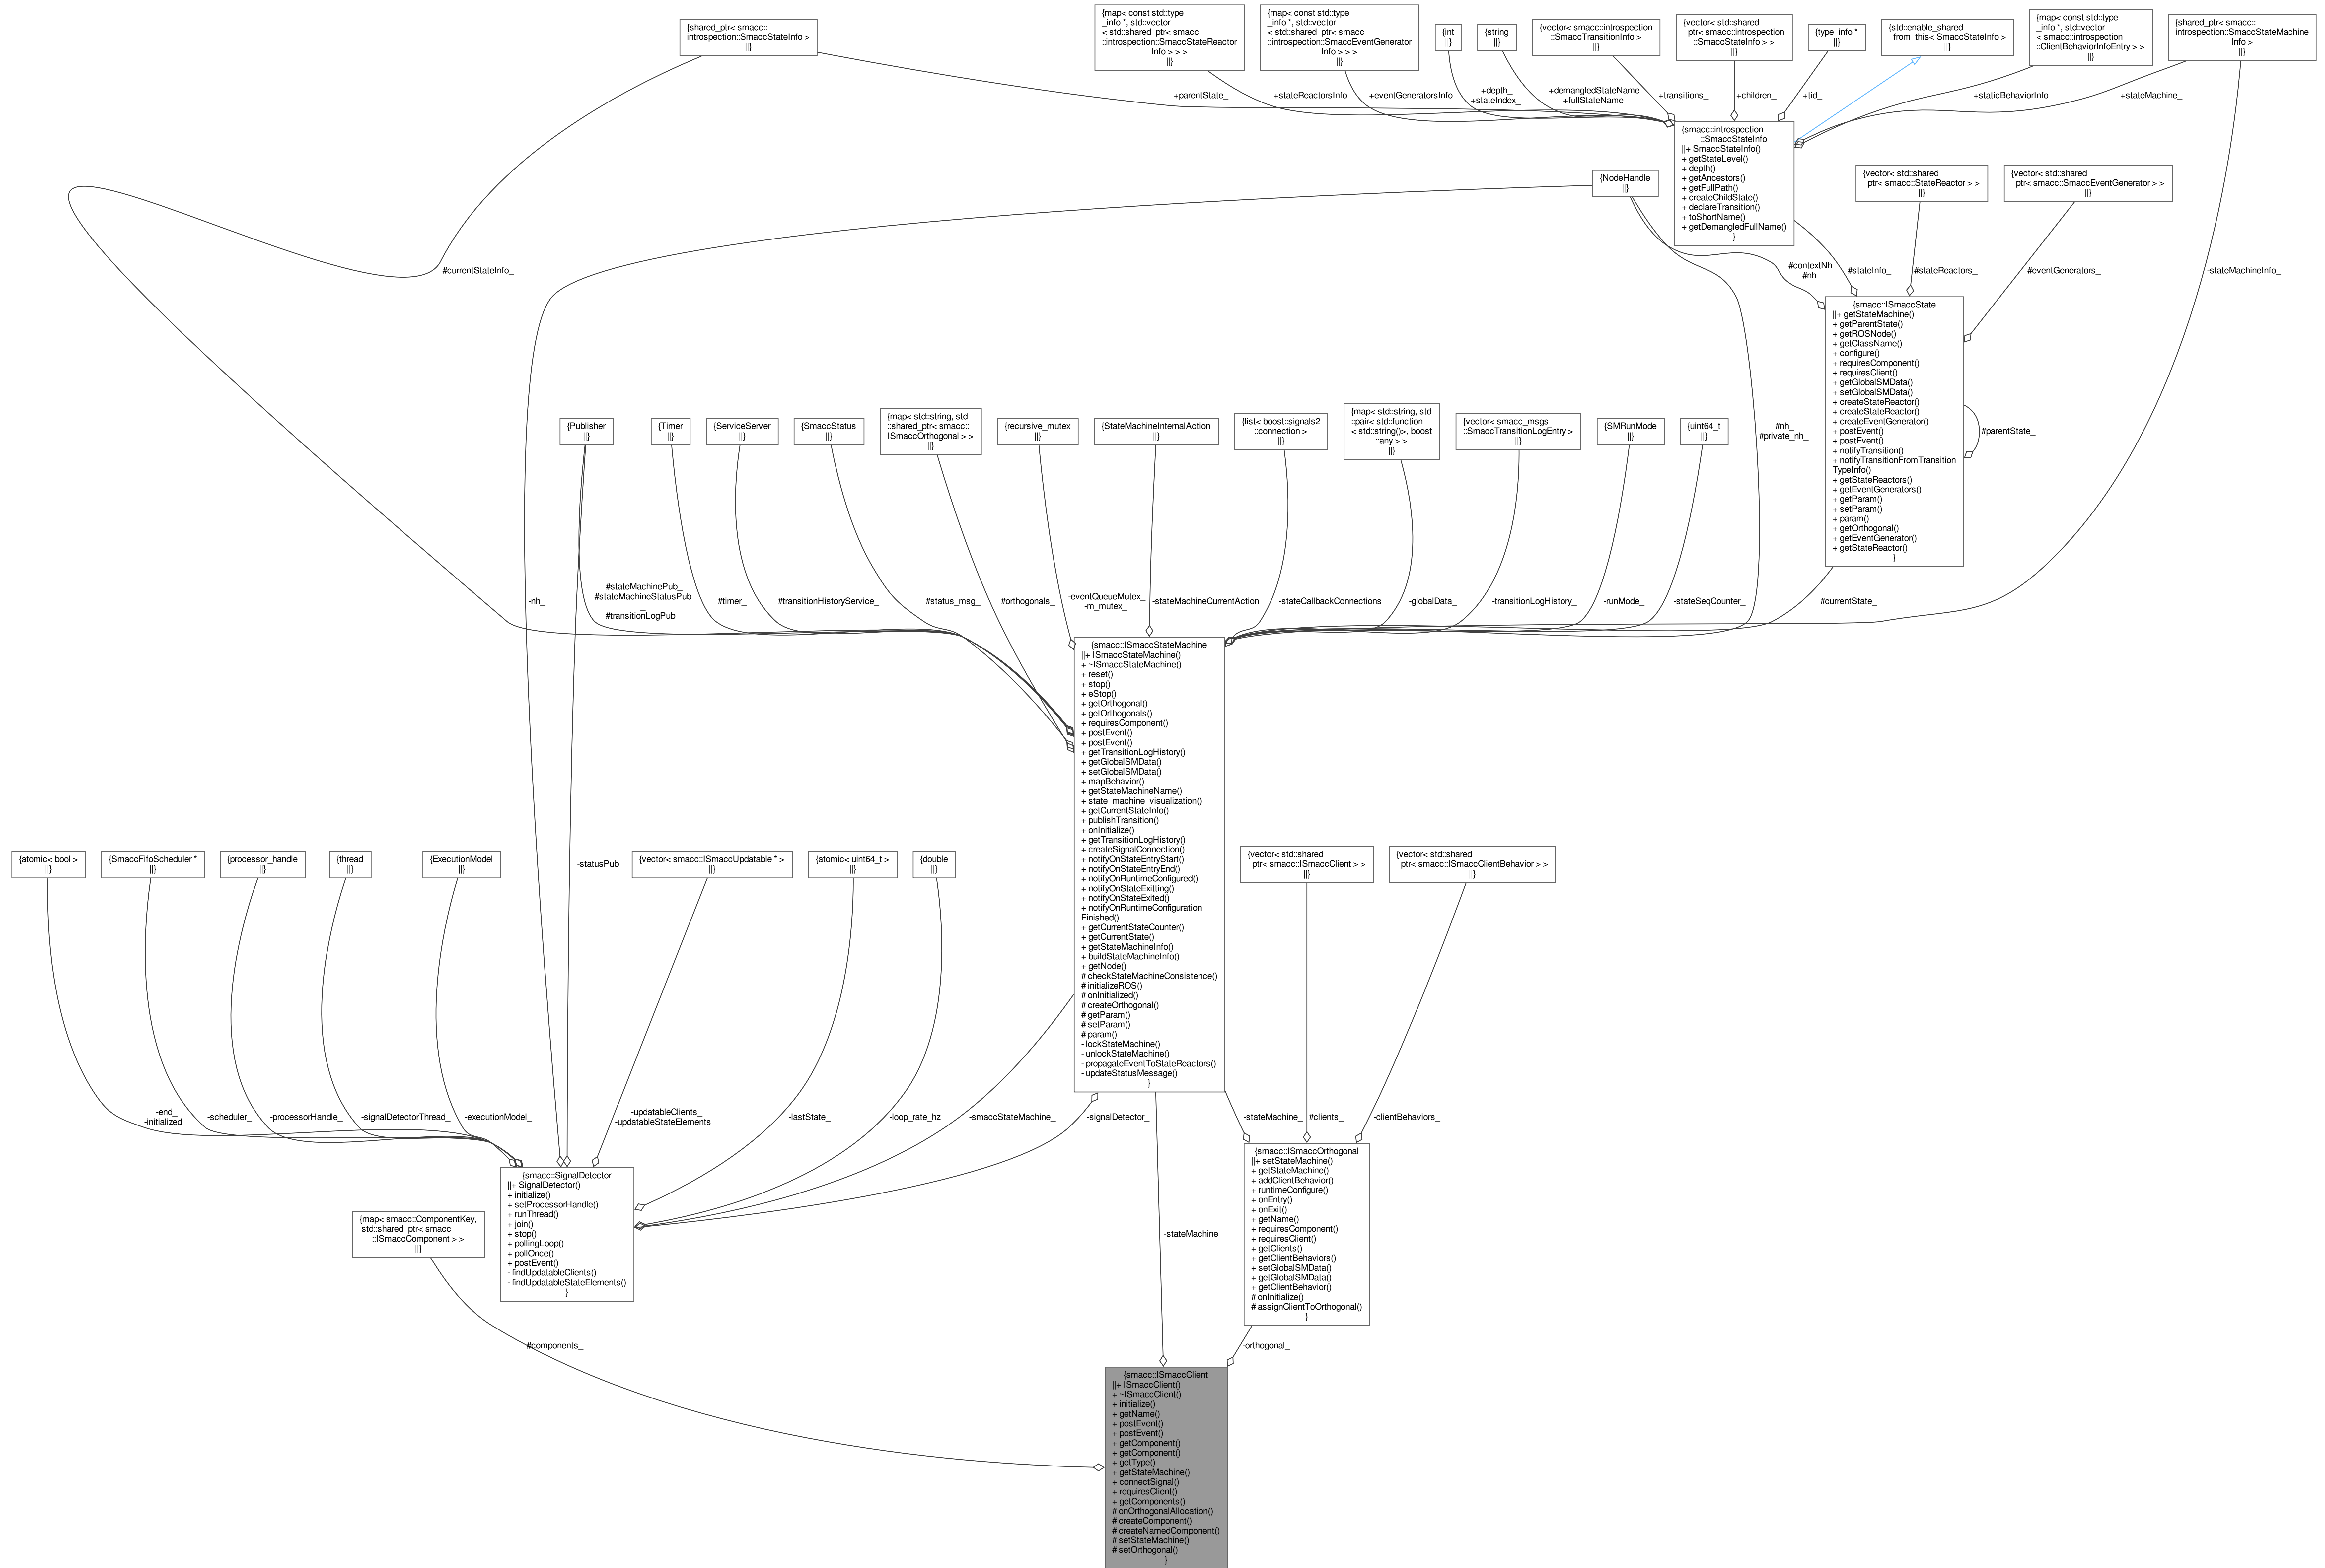 {shared_ptr< smacc::
introspection::SmaccStateInfo >
||}
{map< const std::type
_info *, std::vector
< std::shared_ptr< smacc
::introspection::SmaccStateReactor
Info > > >
||}
{map< const std::type
_info *, std::vector
< std::shared_ptr< smacc
::introspection::SmaccEventGenerator
Info > > >
||}
{int
||}
{string
||}
{vector< smacc::introspection
::SmaccTransitionInfo >
||}
{vector< std::shared
_ptr< smacc::introspection
::SmaccStateInfo > >
||}
{type_info *
||}
{std::enable_shared
_from_this< SmaccStateInfo >
||}
{map< const std::type
_info *, std::vector
< smacc::introspection
::ClientBehaviorInfoEntry > >
||}
{shared_ptr< smacc::
introspection::SmaccStateMachine
Info >
||}
+parentState_
+stateReactorsInfo
+eventGeneratorsInfo
+depth_
+stateIndex_
+demangledStateName
+fullStateName
+transitions_
+children_
+tid_
+staticBehaviorInfo
+stateMachine_
{smacc::introspection
::SmaccStateInfo
||+ SmaccStateInfo()
+ getStateLevel()
+ depth()
+ getAncestors()
+ getFullPath()
+ createChildState()
+ declareTransition()
+ toShortName()
+ getDemangledFullName()
}
{NodeHandle
||}
{vector< std::shared
_ptr< smacc::StateReactor > >
||}
{vector< std::shared
_ptr< smacc::SmaccEventGenerator > >
||}
#currentStateInfo_
#contextNh
#nh
#stateInfo_
#stateReactors_
#eventGenerators_
-stateMachineInfo_
{smacc::ISmaccState
||+ getStateMachine()
+ getParentState()
+ getROSNode()
+ getClassName()
+ configure()
+ requiresComponent()
+ requiresClient()
+ getGlobalSMData()
+ setGlobalSMData()
+ createStateReactor()
+ createStateReactor()
+ createEventGenerator()
+ postEvent()
+ postEvent()
+ notifyTransition()
+ notifyTransitionFromTransition
TypeInfo()
+ getStateReactors()
+ getEventGenerators()
+ getParam()
+ setParam()
+ param()
+ getOrthogonal()
+ getEventGenerator()
+ getStateReactor()
}
#parentState_
{Publisher
||}
{Timer
||}
{ServiceServer
||}
{SmaccStatus
||}
{map< std::string, std
::shared_ptr< smacc::
ISmaccOrthogonal > >
||}
{recursive_mutex
||}
{StateMachineInternalAction
||}
{list< boost::signals2
::connection >
||}
{map< std::string, std
::pair< std::function
< std::string()>, boost
::any > >
||}
{vector< smacc_msgs
::SmaccTransitionLogEntry >
||}
{SMRunMode
||}
{uint64_t
||}
#nh_
#private_nh_
-nh_
#stateMachinePub_
#stateMachineStatusPub
_
#transitionLogPub_
#timer_
#transitionHistoryService_
#status_msg_
#orthogonals_
-eventQueueMutex_
-m_mutex_
-stateMachineCurrentAction
-stateCallbackConnections
-globalData_
-transitionLogHistory_
-runMode_
-stateSeqCounter_
#currentState_
{smacc::ISmaccStateMachine
||+ ISmaccStateMachine()
+ ~ISmaccStateMachine()
+ reset()
+ stop()
+ eStop()
+ getOrthogonal()
+ getOrthogonals()
+ requiresComponent()
+ postEvent()
+ postEvent()
+ getTransitionLogHistory()
+ getGlobalSMData()
+ setGlobalSMData()
+ mapBehavior()
+ getStateMachineName()
+ state_machine_visualization()
+ getCurrentStateInfo()
+ publishTransition()
+ onInitialize()
+ getTransitionLogHistory()
+ createSignalConnection()
+ notifyOnStateEntryStart()
+ notifyOnStateEntryEnd()
+ notifyOnRuntimeConfigured()
+ notifyOnStateExitting()
+ notifyOnStateExited()
+ notifyOnRuntimeConfiguration
Finished()
+ getCurrentStateCounter()
+ getCurrentState()
+ getStateMachineInfo()
+ buildStateMachineInfo()
+ getNode()
# checkStateMachineConsistence()
# initializeROS()
# onInitialized()
# createOrthogonal()
# getParam()
# setParam()
# param()
- lockStateMachine()
- unlockStateMachine()
- propagateEventToStateReactors()
- updateStatusMessage()
}
{atomic< bool >
||}
{SmaccFifoScheduler *
||}
{processor_handle
||}
{thread
||}
{ExecutionModel
||}
-statusPub_
{vector< smacc::ISmaccUpdatable * >
||}
{atomic< uint64_t >
||}
{double
||}
{vector< std::shared
_ptr< smacc::ISmaccClient > >
||}
{vector< std::shared
_ptr< smacc::ISmaccClientBehavior > >
||}
-end_
-initialized_
-scheduler_
-processorHandle_
-signalDetectorThread_
-executionModel_
-updatableClients_
-updatableStateElements_
-lastState_
-loop_rate_hz
-smaccStateMachine_
-signalDetector_
-stateMachine_
#clients_
-clientBehaviors_
{smacc::SignalDetector
||+ SignalDetector()
+ initialize()
+ setProcessorHandle()
+ runThread()
+ join()
+ stop()
+ pollingLoop()
+ pollOnce()
+ postEvent()
- findUpdatableClients()
- findUpdatableStateElements()
}
{smacc::ISmaccOrthogonal
||+ setStateMachine()
+ getStateMachine()
+ addClientBehavior()
+ runtimeConfigure()
+ onEntry()
+ onExit()
+ getName()
+ requiresComponent()
+ requiresClient()
+ getClients()
+ getClientBehaviors()
+ setGlobalSMData()
+ getGlobalSMData()
+ getClientBehavior()
# onInitialize()
# assignClientToOrthogonal()
}
{map< smacc::ComponentKey,
std::shared_ptr< smacc
::ISmaccComponent > >
||}
-stateMachine_
#components_
-orthogonal_
{smacc::ISmaccClient
||+ ISmaccClient()
+ ~ISmaccClient()
+ initialize()
+ getName()
+ postEvent()
+ postEvent()
+ getComponent()
+ getComponent()
+ getType()
+ getStateMachine()
+ connectSignal()
+ requiresClient()
+ getComponents()
# onOrthogonalAllocation()
# createComponent()
# createNamedComponent()
# setStateMachine()
# setOrthogonal()
}